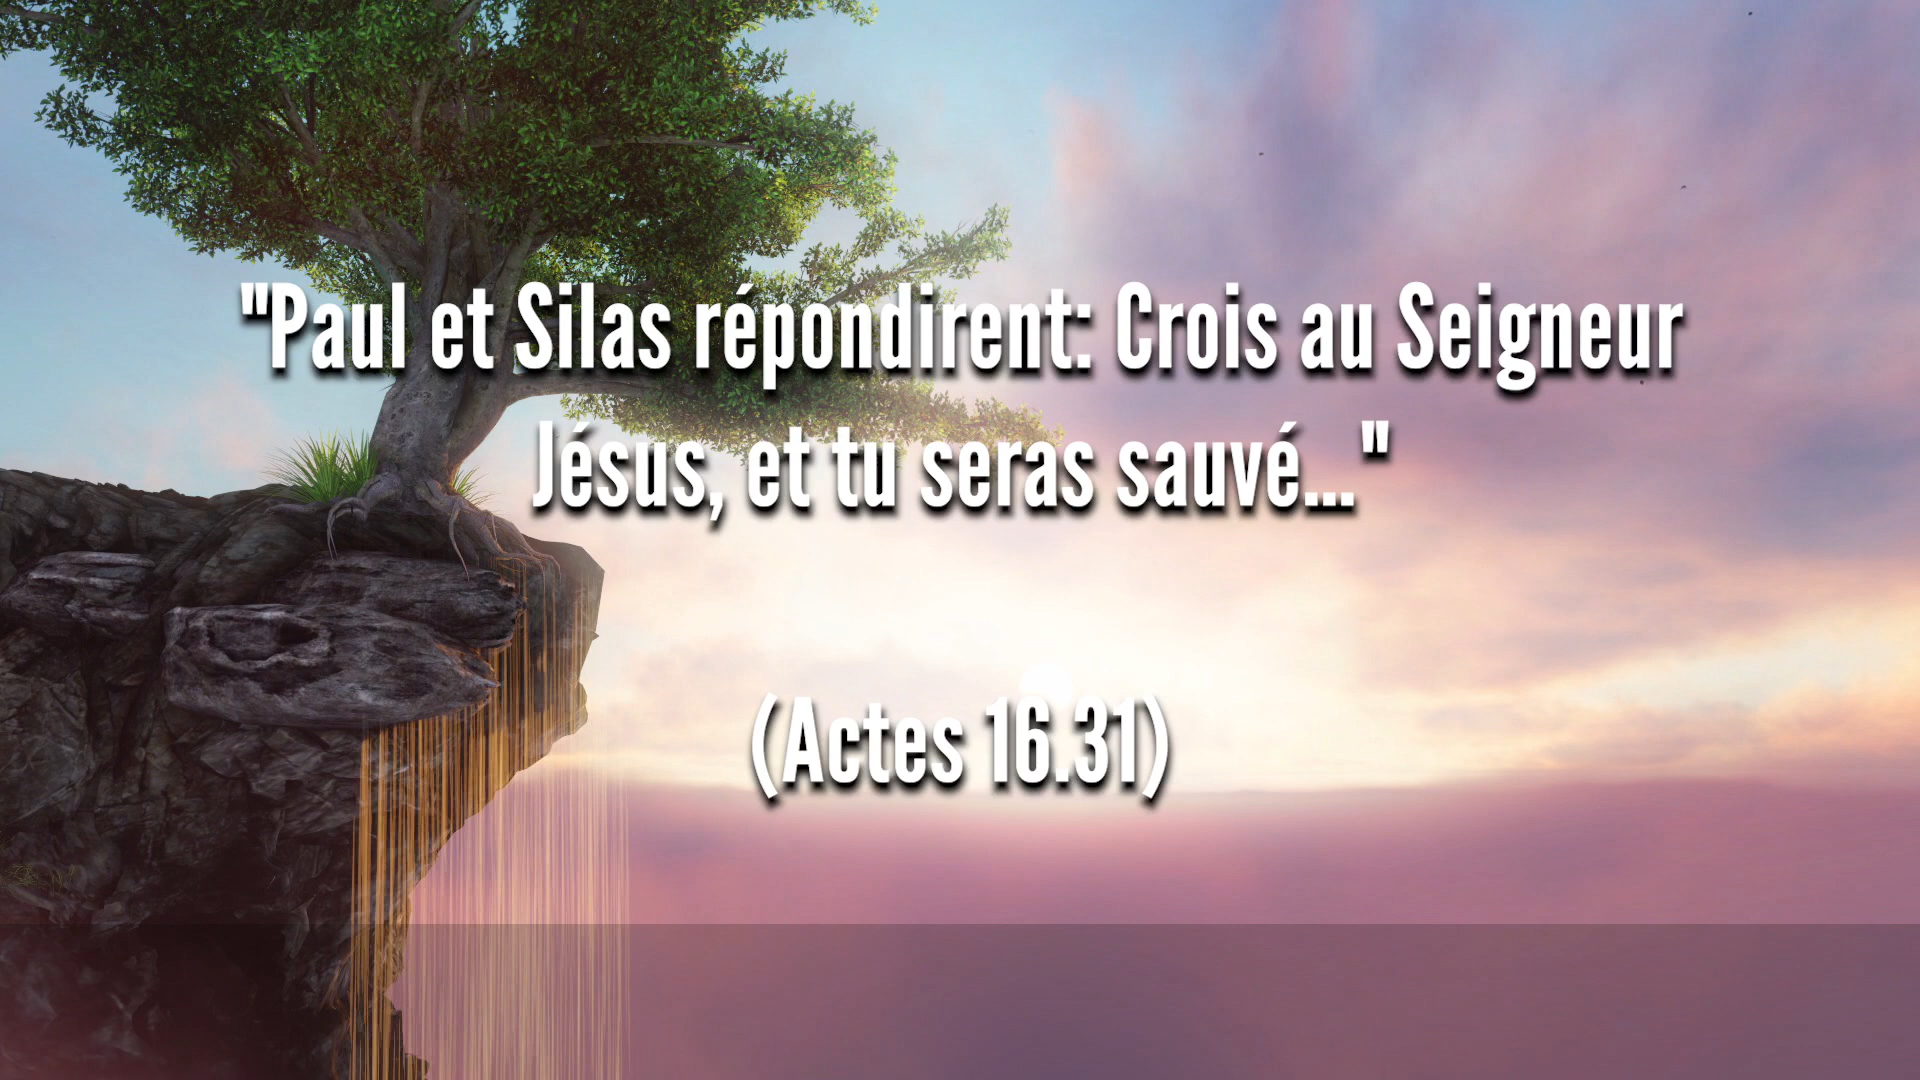 "Paul et Silas répondirent: Crois au Seigneur
Jésus, et tu seras sauvé..."
(Actes 16.31)